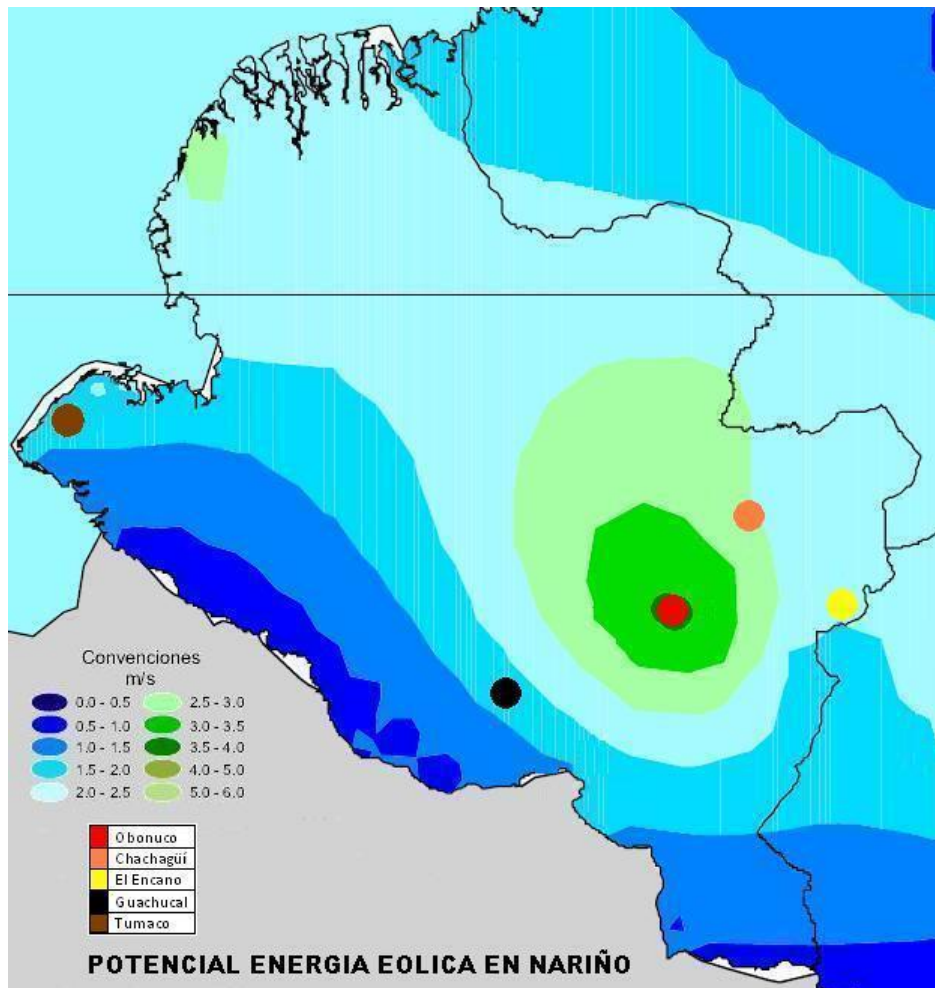 Convenciones
m/s
0.0 - 0.5 2.5 - 3.0
0.5 - 1.0 3.0 - 3.5
1.0 - 1.5 3.5 - 4.0
1.5 - 2.0 4.0 - 5.0
2.0 - 2.5 5.0 - 6.0
Obonuco
Chachagüí
El Encano
Guachucal
Tumaco
POTENCIAL ENERGIA EOLICA EN NARIÑO